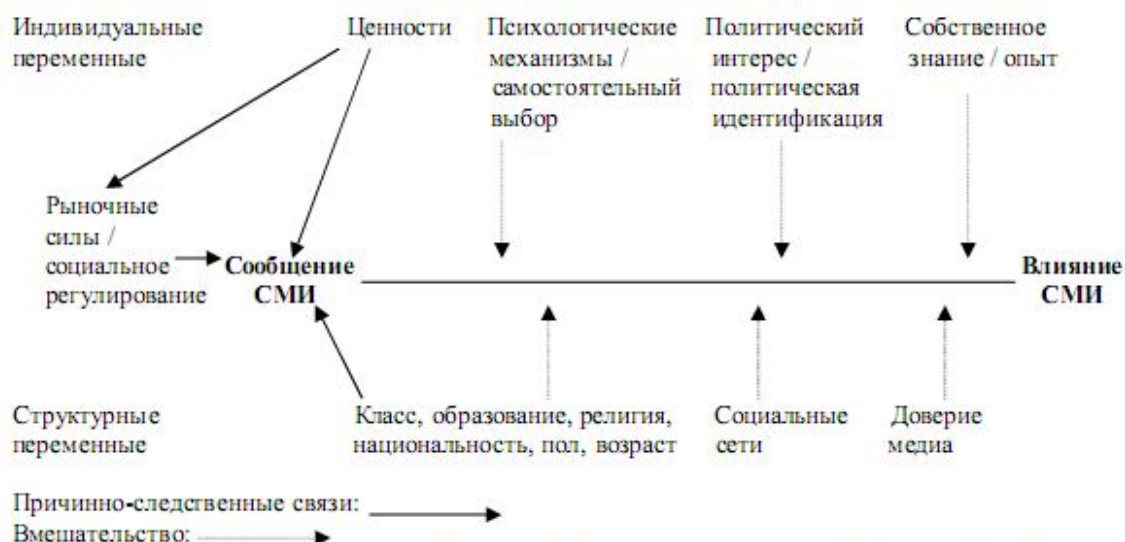 Индивидуальные
переменные
Ценности
Психологические
механизмы /
самостоятельный
выбор
Политический
интерес /
политическая
идентификация
Собственное
знание / опыт
Рыночные
силы /
социальное
регулирование
Сообщение
СМИ
Влияние
СМИ
Структурные
переменные
Класс, образование, религия,
национальность, пол, возраст
Социальные
сети
Доверие
медиа
Причинно-следственные связи:
Вмешательство: